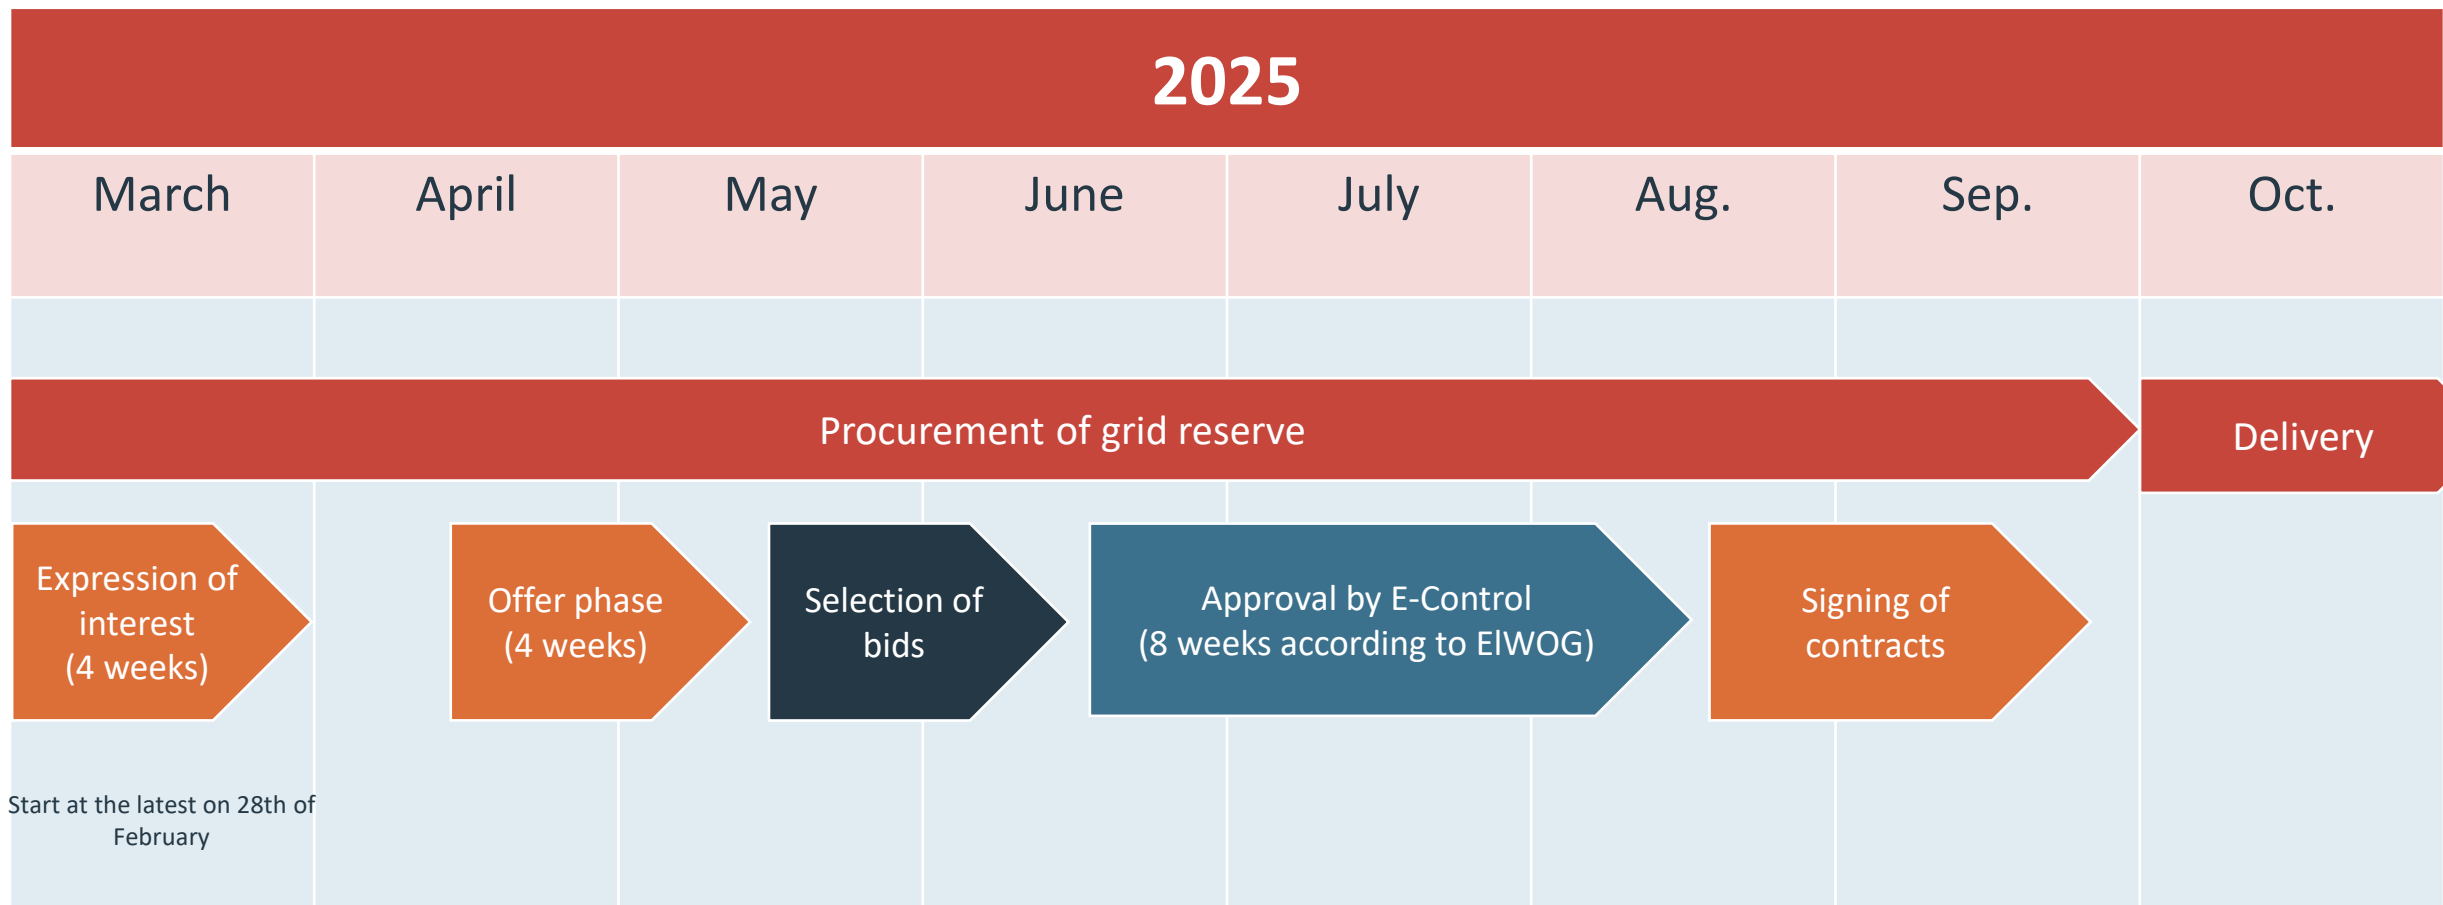 2025
March
April
May
June
July
Aug.
Sep.
Oct.
Procurement of grid reserve
Delivery
Expression of
interest
(4 weeks)
Offer phase
(4 weeks)
Selection of
bids
Approval by E-Control
(8 weeks according to ElWOG)
Signing of
contracts
Start at the latest on 28th of
February